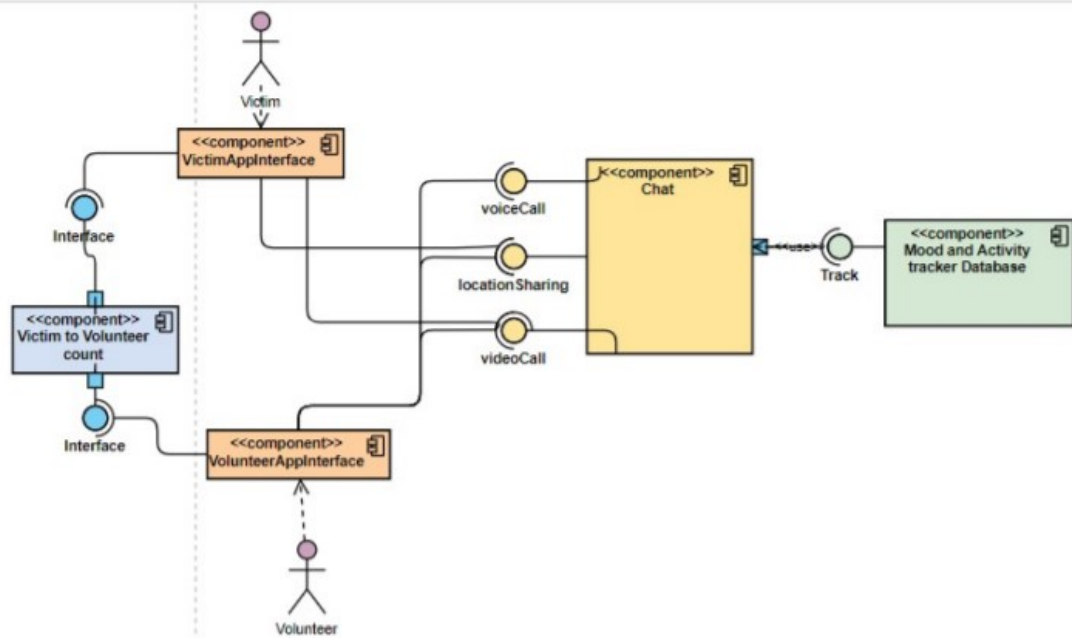 Victim
<<component>>
VictimAppInterface
Interface
voiceCall
<<component>>
Chat
locationSharing
<<use>>
Track
<<component>>
Mood and Activity
tracker Database
<<component>>
Victim to Volunteer
count
videoCall
Interface
<<component>>
VolunteerAppInterface
Volunteer